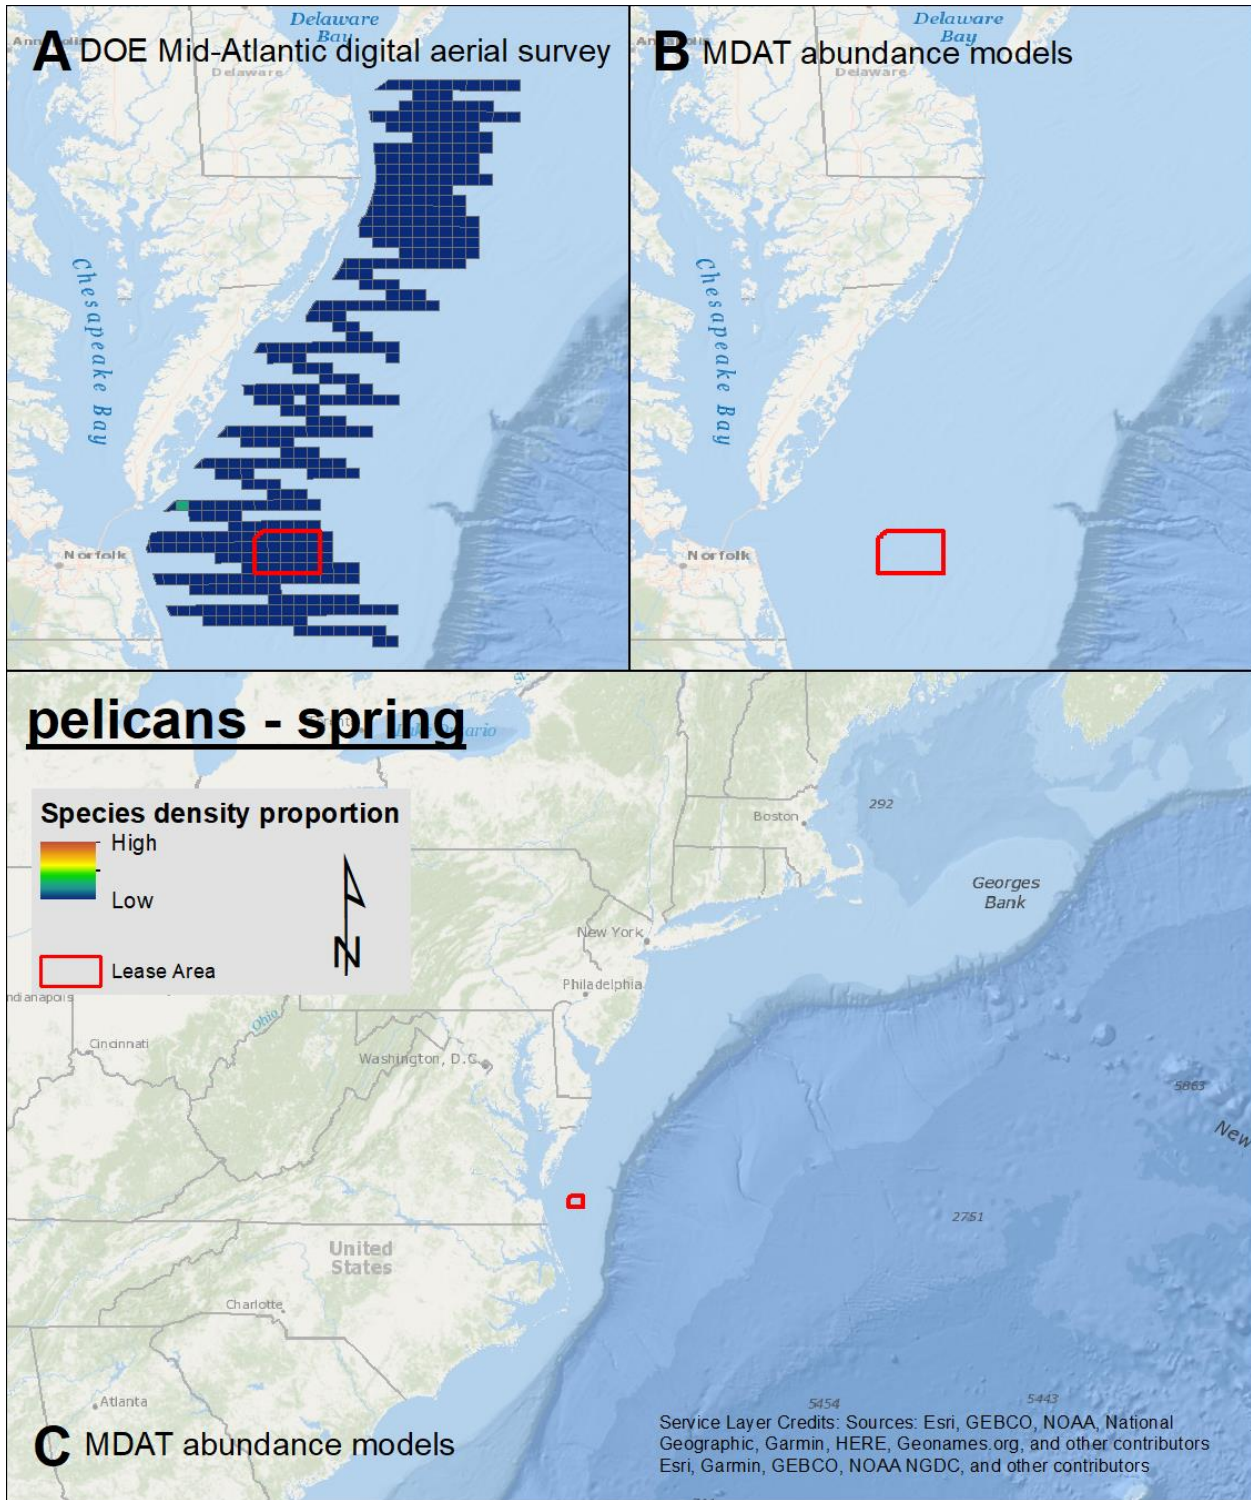 Delaware
Bay
A DOE Mid-Atlantic digital aerial survey
Delaware
Chesapeake Bay
Norfolk
Delaware
Bay
B MDAT abundance models
Delaware
Chesapeake Bay
Norfolk
pelicans - spring
Species density proportion
High
Low
N
Lease Area
292
Boston
Georges
Bank
New York
Philadelphia
Indianapolis
Ohio
Cincinnati
Washington, D.C.
5863
New
2751
United
States
Charlotte
Atlanta
5454
5443
C MDAT abundance models
Service Layer Credits: Sources: Esri, GEBCO, NOAA, National
Geographic, Garmin, HERE, Geonames.org, and other contributors
Esri, Garmin, GEBCO, NOAA NGDC, and other contributors